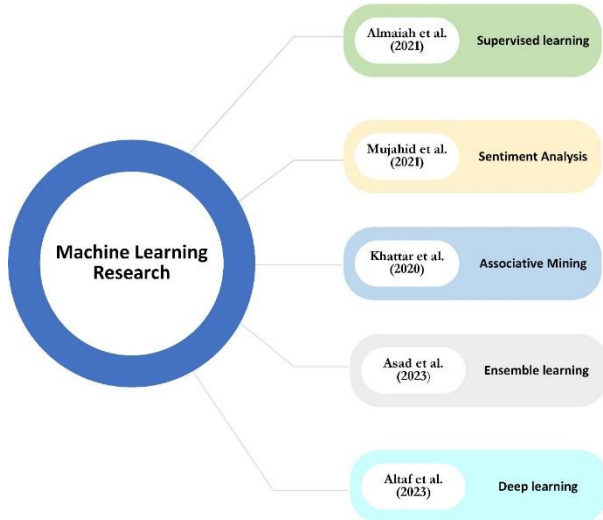 Machine Learning
Research
Almaiah et al.
(2021)
Supervised learning
Mujahid et al.
(2021)
Sentiment Analysis
Khattar et al.
(2020)
Associative Mining
Asad et al.
(2023)
Ensemble learning
Altaf et al.
(2023)
Deep learning